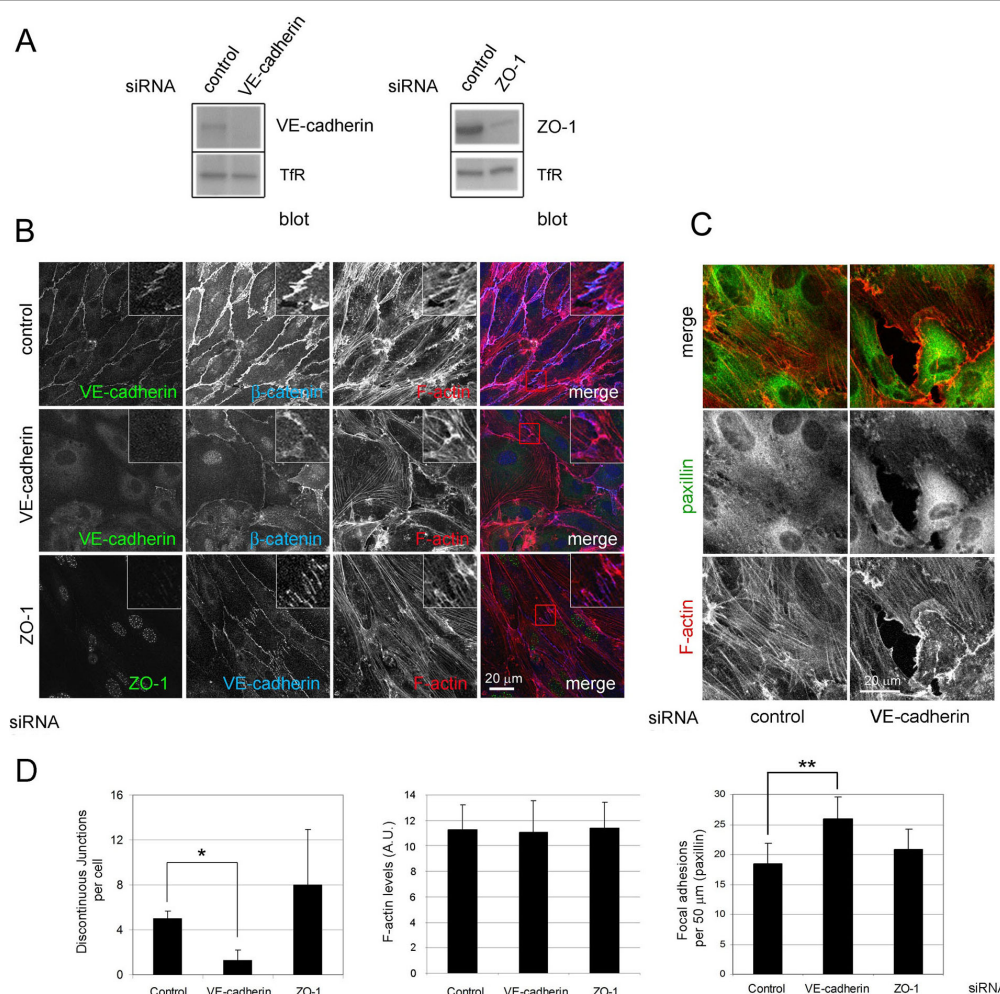 A
siRNA control VE-cadherin
VE-cadherin
TfR
blot
siRNA control ZO-1
ZO-1
TfR
blot
B
control
VE-cadherin β-catenin F-actin merge
VE-cadherin
VE-cadherin β-catenin F-actin merge
ZO-1
ZO-1 VE-cadherin F-actin 20 μm merge
siRNA
C
merge
paxillin
F-actin
20 μm
siRNA control VE-cadherin
D
Discontinuous Junctions
per cell
16
12
8
4
0
*
Control VE-cadherin ZO-1
F-actin levels (A.U.)
14
12
10
8
6
4
2
0
Control VE-cadherin ZO-1
Focal adhesions
per 50 μm (paxillin)
30
25
20
15
10
5
0
**
Control VE-cadherin ZO-1 siRNA